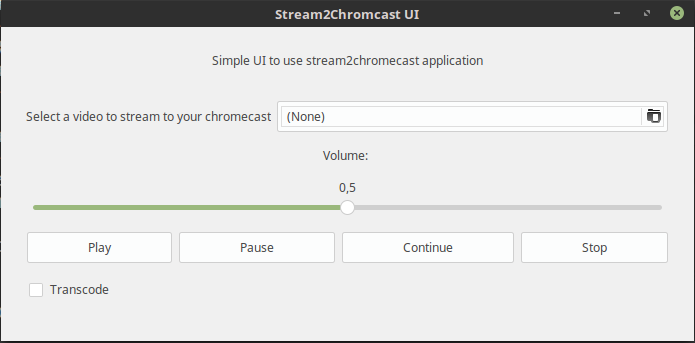 Stream2Chromcast UI
Simple UI to use stream2chromecast application
Select a video to stream to your chromecast (None)
Volume:
0,5
Play Pause Continue Stop
Transcode